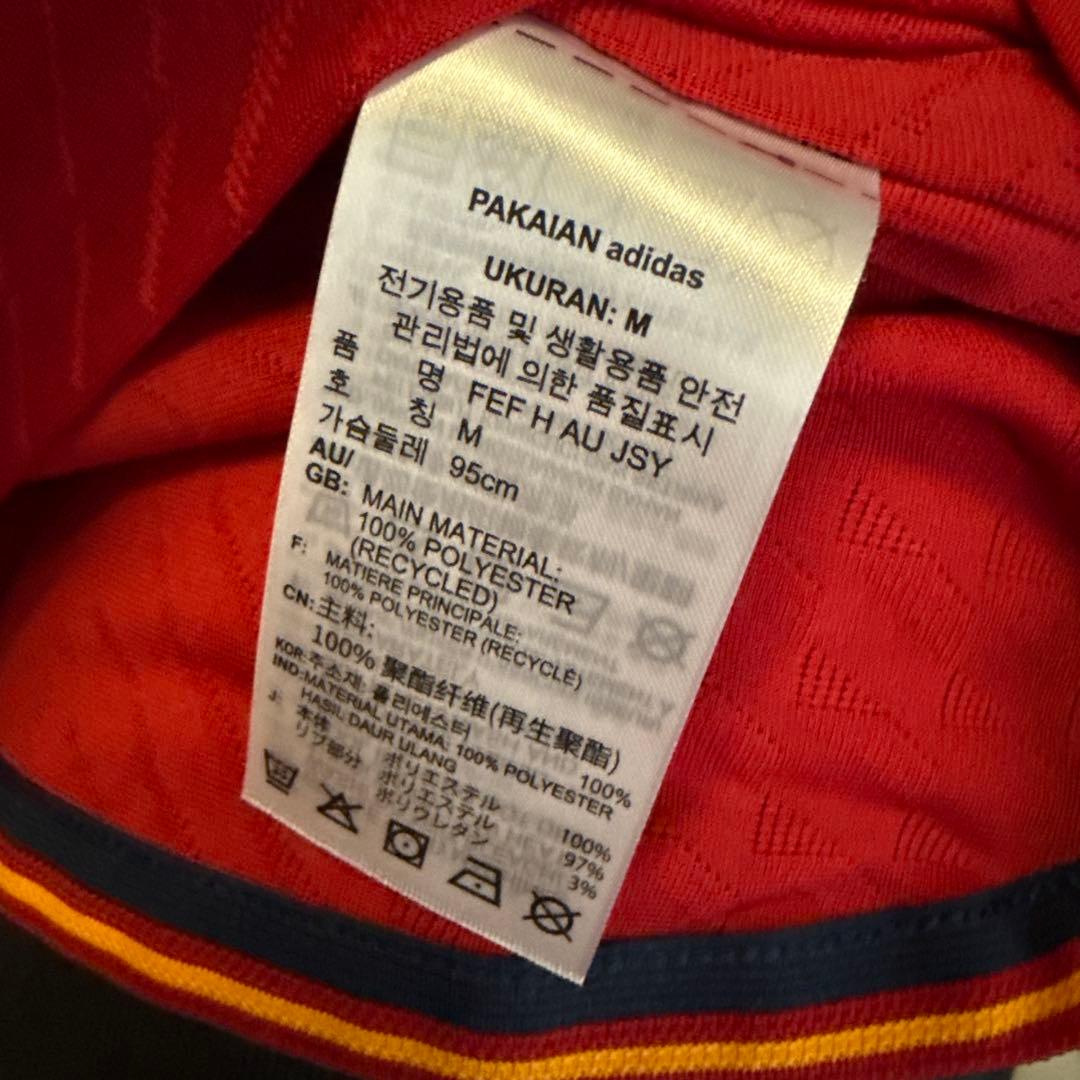 PAKAIAN adidas
UKURAN: M
전기용품 및 생활용품 안전
관리법에 의한 품질표시
품 명 FEF H AU JSY
호 칭 M
가슴둘레 95cm
AU/
GB: MAIN MATERIAL:
100% POLYESTER
(RECYCLED)
F: MATIERE PRINCIPALE:
100% POLYESTER (RECYCLÉ)
CN: 主料:
100% 聚酯纤维(再生聚酯)
KOR: 주소재: 폴리에스터 100%
IND: MATERIAL UTAMA: 100% POLYESTER
HASIL DAUR ULANG
J: 本体 ポリエステル 100%
リブ部分 ポリエステル 97%
ポリウレタン 3%